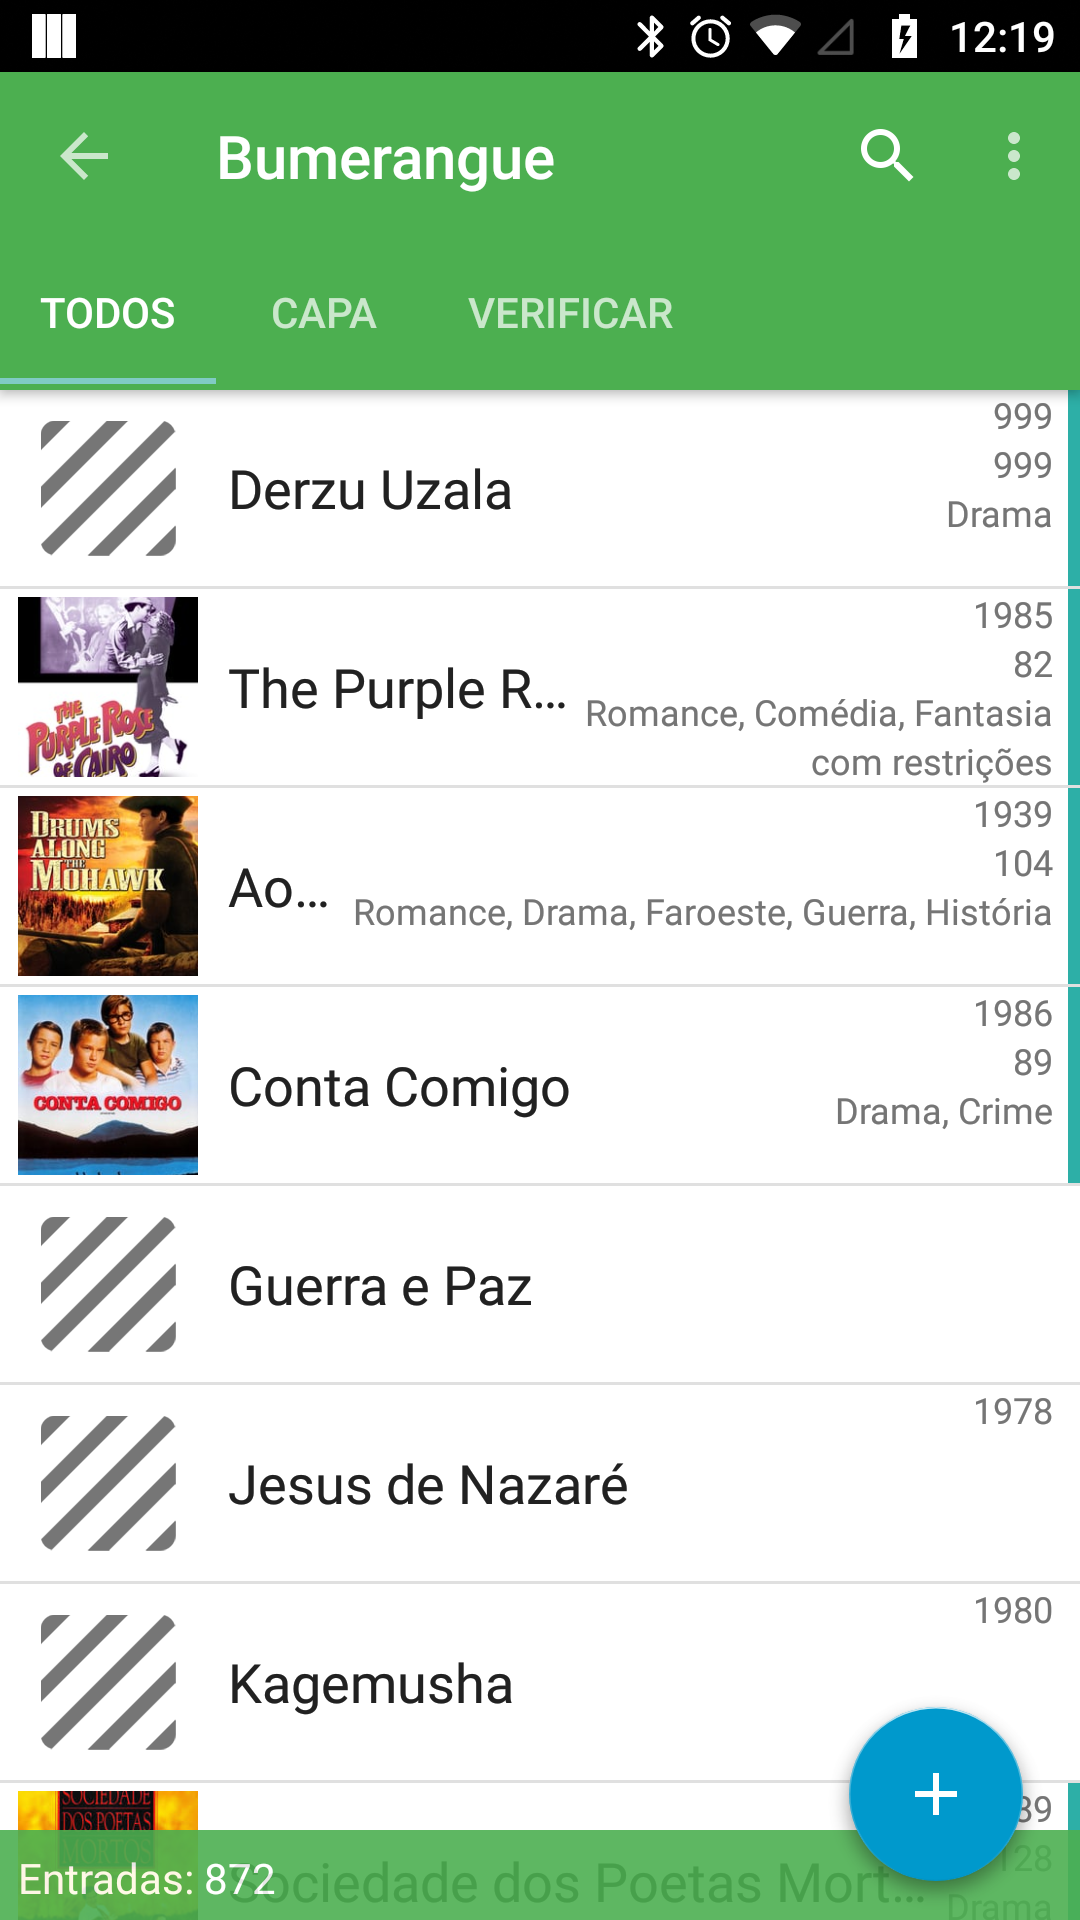 12:19
Bumerangue
TODOS CAPA VERIFICAR
999
999
Derzu Uzala
Drama
THE
PURPLE ROSE
OF CAIRO
1985
82
The Purple R...
Romance, Comédia, Fantasia
com restrições
DRUMS
ALONG
THE
MOHAWK
1939
104
Ao...
Romance, Drama, Faroeste, Guerra, História
CONTA COMIGO
1986
89
Conta Comigo
Drama, Crime
Guerra e Paz
1978
Jesus de Nazaré
1980
Kagemusha
SOCIEDADE
DOS POETAS
MORTOS
89
128
Sociedade dos Poetas Mort...
Drama
Entradas: 872